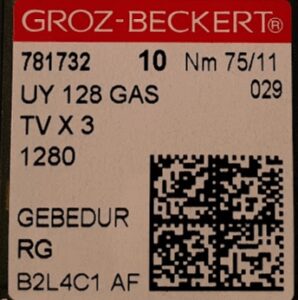 GROZ-BECKERT®
781732 10 Nm 75/11
UY 128 GAS 029
TV X 3
1280
GEBEDUR
RG
B2L4C1 AF